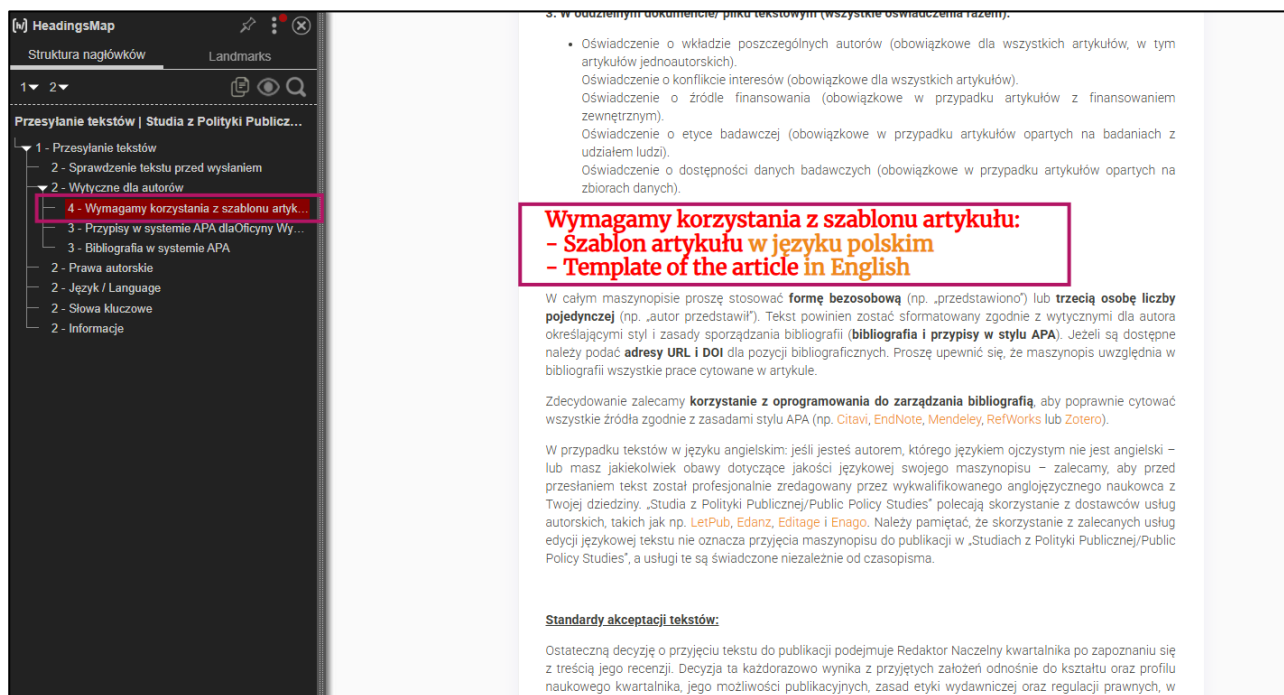 HeadingsMap
Struktura nagłówków
Landmarks
1 2
Przesyłanie tekstów | Studia z Polityki Publicz...
1 - Przesyłanie tekstów
2 - Sprawdzenie tekstu przed wysłaniem
2 - Wytyczne dla autorów
4 - Wymagamy korzystania z szablonu artyk...
3 - Przypisy w systemie APA dlaOficyny Wy...
3 - Bibliografia w systemie APA
2 - Prawa autorskie
2 - Język / Language
2 - Słowa kluczowe
2 - Informacje
3. W oddzielnym dokumencie/ pliku tekstowym (wszystkie oświadczenia razem):
• Oświadczenie o wkładzie poszczególnych autorów (obowiązkowe dla wszystkich artykułów, w tym
artykułów jednoautorskich).
Oświadczenie o konflikcie interesów (obowiązkowe dla wszystkich artykułów).
Oświadczenie o źródle finansowania (obowiązkowe w przypadku artykułów z finansowaniem
zewnętrznym).
Oświadczenie o etyce badawczej (obowiązkowe w przypadku artykułów opartych na badaniach z
udziałem ludzi).
Oświadczenie o dostępności danych badawczych (obowiązkowe w przypadku artykułów opartych na
zbiorach danych).
Wymagamy korzystania z szablonu artykułu:
– Szablon artykułu w języku polskim
– Template of the article in English
W całym maszynopisie proszę stosować formę bezosobową (np. „przedstawiono") lub trzecią osobę liczby
pojedynczej (np. „autor przedstawił"). Tekst powinien zostać sformatowany zgodnie z wytycznymi dla autora
określającymi styl i zasady sporządzania bibliografii (bibliografia i przypisy w stylu APA). Jeżeli są dostępne
należy podać adresy URL i DOI dla pozycji bibliograficznych. Proszę upewnić się, że maszynopis uwzględnia w
bibliografii wszystkie prace cytowane w artykule.
Zdecydowanie zalecamy korzystanie z oprogramowania do zarządzania bibliografią, aby poprawnie cytować
wszystkie źródła zgodnie z zasadami stylu APA (np. Citavi, EndNote, Mendeley, RefWorks lub Zotero).
W przypadku tekstów w języku angielskim: jeśli jesteś autorem, którego językiem ojczystym nie jest angielski –
lub masz jakiekolwiek obawy dotyczące jakości językowej swojego maszynopisu – zalecamy, aby przed
przesłaniem tekst został profesjonalnie zredagowany przez wykwalifikowanego anglojęzycznego naukowca z
Twojej dziedziny. „Studia z Polityki Publicznej/Public Policy Studies" polecają skorzystanie z dostawców usług
autorskich, takich jak np. LetPub, Edanz, Editage i Enago. Należy pamiętać, że skorzystanie z zalecanych usług
edycji językowej tekstu nie oznacza przyjęcia maszynopisu do publikacji w „Studiach z Polityki Publicznej/Public
Policy Studies", a usługi te są świadczone niezależnie od czasopisma.
Standardy akceptacji tekstów:
Ostateczną decyzję o przyjęciu tekstu do publikacji podejmuje Redaktor Naczelny kwartalnika po zapoznaniu się
z treścią jego recenzji. Decyzja ta każdorazowo wynika z przyjętych założeń odnośnie do kształtu oraz profilu
naukowego kwartalnika, jego możliwości publikacyjnych, zasad etyki wydawniczej oraz regulacji prawnych, w